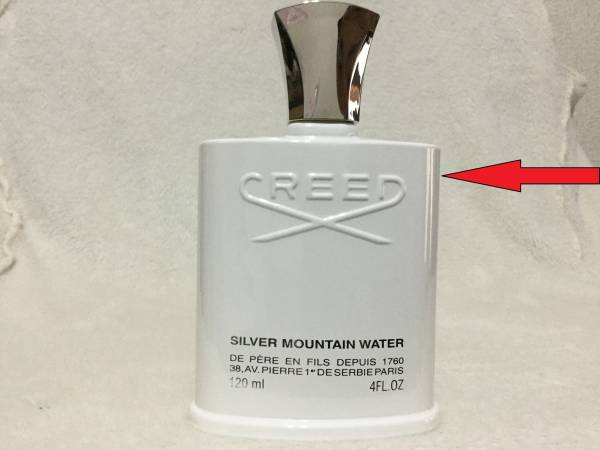 CREED
SILVER MOUNTAIN WATER
DE PÈRE EN FILS DEPUIS 1760
38, AV. PIERRE 1er DE SERBIE PARIS
120 ml 4FL.OZ